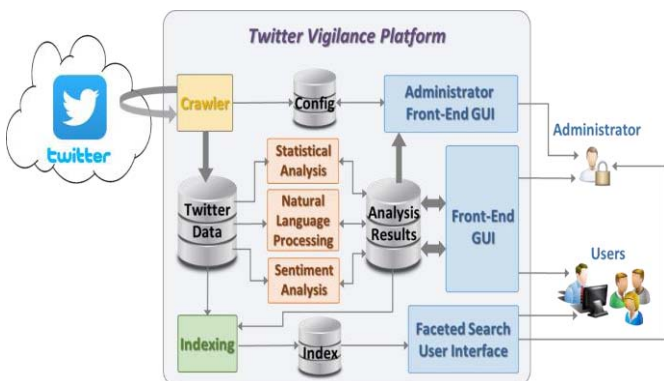 Twitter Vigilance Platform
twitter
Crawler
Config
Administrator
Front-End GUI
Administrator
Statistical
Analysis
Twitter
Data
Natural
Language
Processing
Analysis
Results
Front-End
GUI
Sentiment
Analysis
Users
Indexing
Index
Faceted Search
User Interface